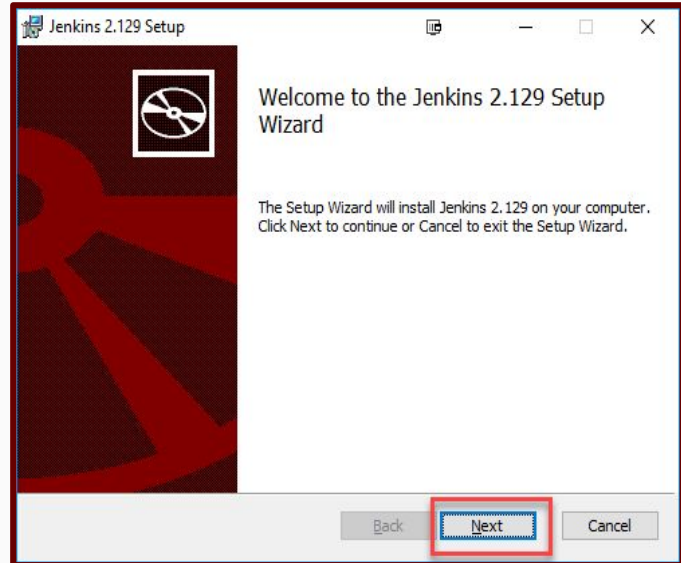 Jenkins 2.129 Setup
Welcome to the Jenkins 2.129 Setup
Wizard
The Setup Wizard will install Jenkins 2.129 on your computer.
Click Next to continue or Cancel to exit the Setup Wizard.
Back Next Cancel